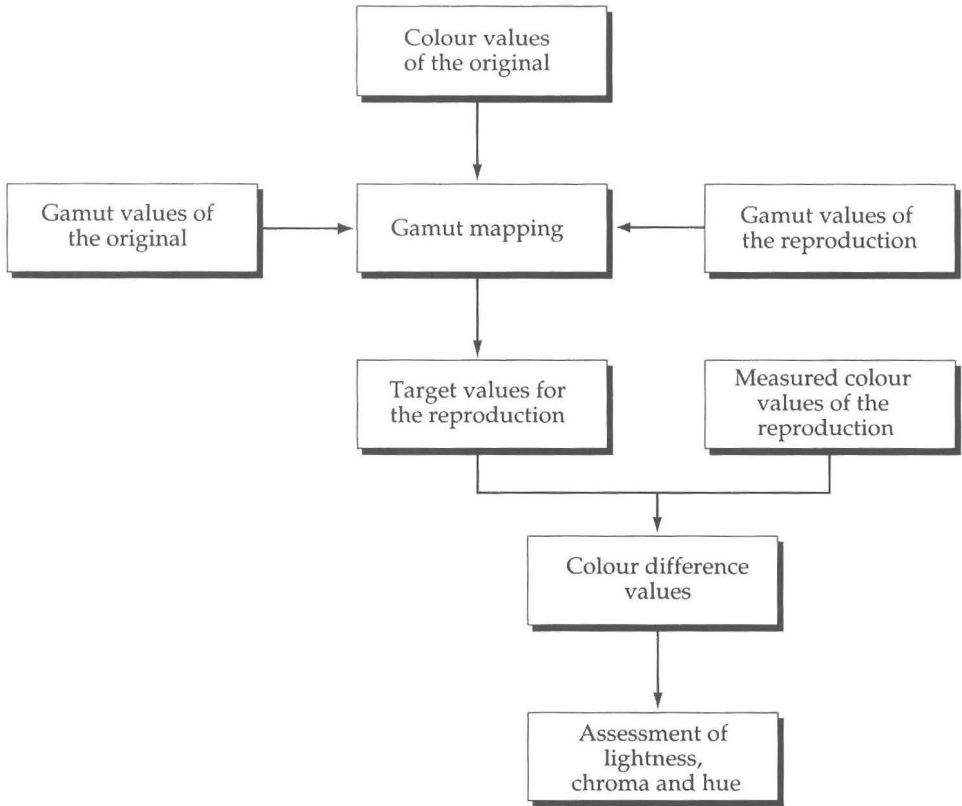 Colour values
of the original
Gamut values of
the original
Gamut mapping
Gamut values of
the reproduction
Target values for
the reproduction
Measured colour
values of the
reproduction
Colour difference
values
Assessment of
lightness,
chroma and hue